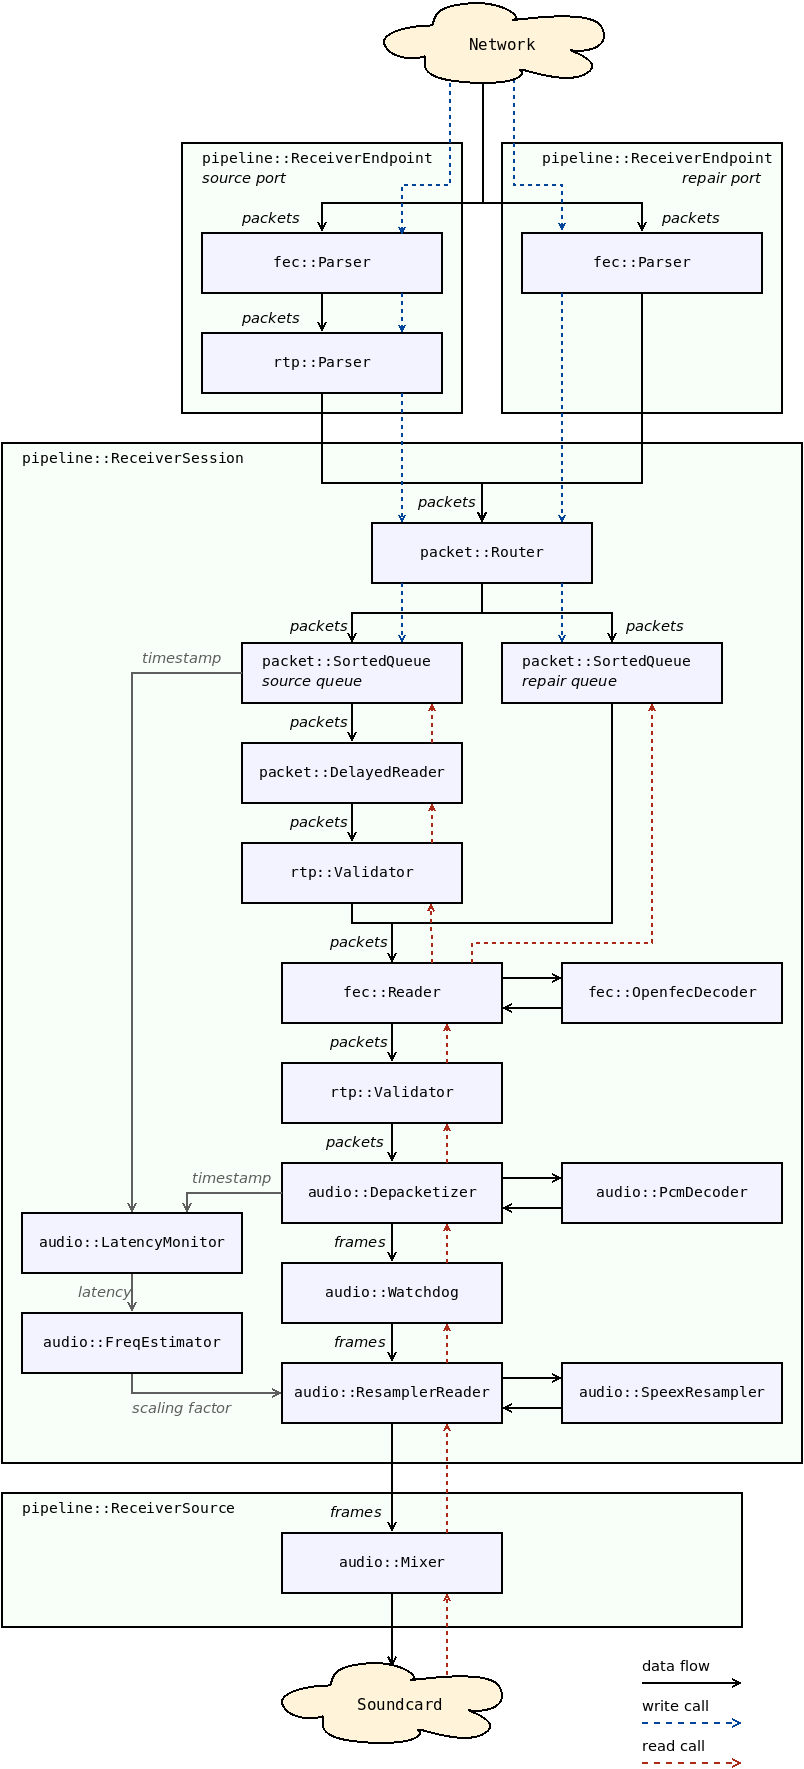 Network
pipeline::ReceiverEndpoint
source port
pipeline::ReceiverEndpoint
repair port
packets
packets
fec::Parser
fec::Parser
packets
rtp::Parser
pipeline::ReceiverSession
packets
packet::Router
packets
packets
timestamp
packet::SortedQueue
source queue
packet::SortedQueue
repair queue
packets
packet::DelayedReader
packets
rtp::Validator
packets
fec::Reader
fec::OpenfecDecoder
packets
rtp::Validator
packets
timestamp
audio::Depacketizer
audio::PcmDecoder
audio::LatencyMonitor
frames
latency
audio::Watchdog
audio::FreqEstimator
frames
audio::ResamplerReader
audio::SpeexResampler
scaling factor
pipeline::ReceiverSource
frames
audio::Mixer
Soundcard
data flow
write call
read call